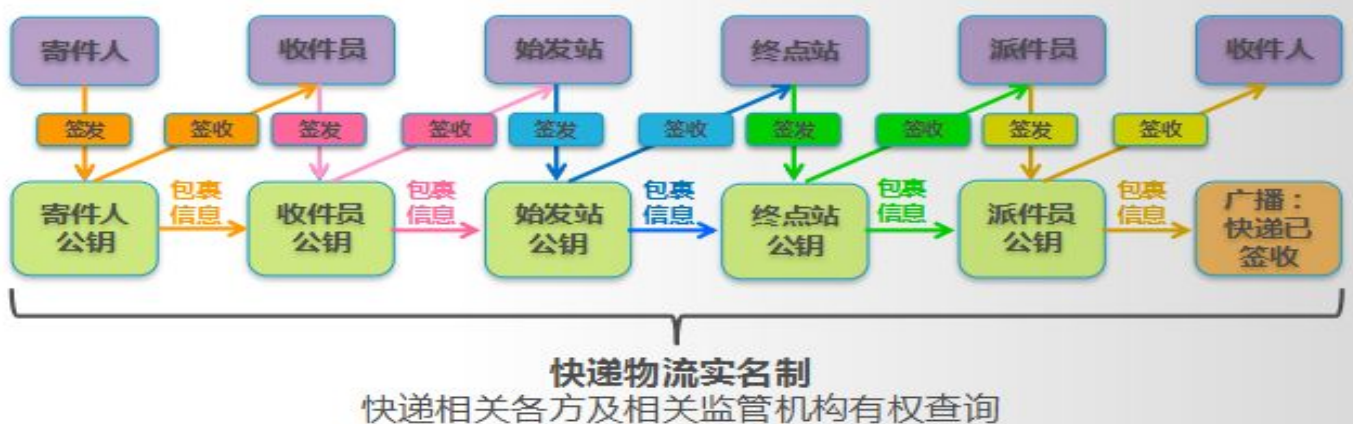 寄件人
收件员
始发站
终点站
派件员
收件人
签发
签收
签发
签收
签发
签收
签发
签收
签发
签收
寄件人
公钥
包裹
信息
收件员
公钥
包裹
信息
始发站
公钥
包裹
信息
终点站
公钥
包裹
信息
派件员
公钥
包裹
信息
广播：
快递已
签收
快递物流实名制
快递相关各方及相关监管机构有权查询